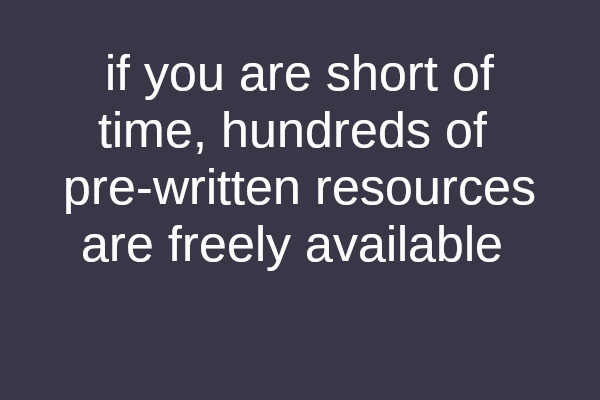 if you are short of
time, hundreds of
pre-written resources
are freely available